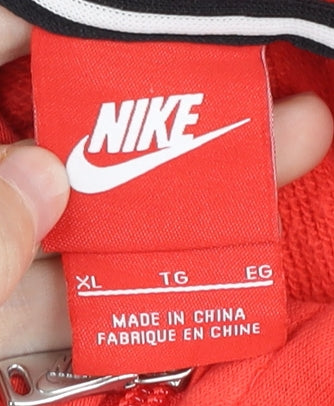 NIKE
XL TG EG
MADE IN CHINA
FABRIQUE EN CHINE